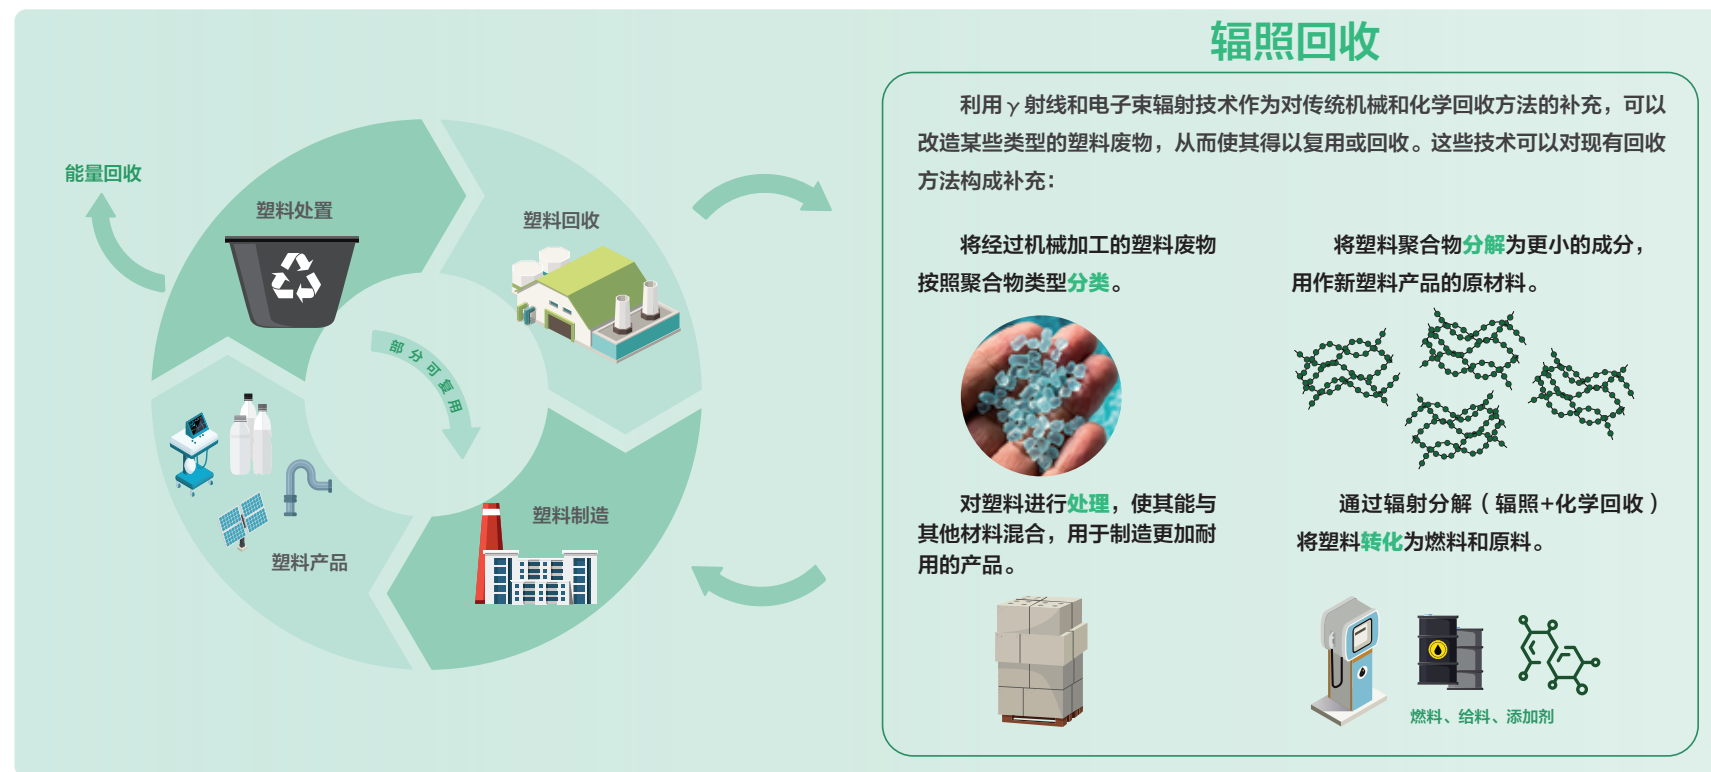 辐照回收
利用γ射线和电子束辐射技术作为对传统机械和化学回收方法的补充，可以
改造某些类型的塑料废物，从而使其得以复用或回收。这些技术可以对现有回收
方法构成补充：
能量回收
塑料处置
塑料回收
部分可复用
塑料制造
塑料产品
将经过机械加工的塑料废物
按照聚合物类型分类。
将塑料聚合物分解为更小的成分，
用作新塑料产品的原材料。
对塑料进行处理，使其能与
其他材料混合，用于制造更加耐
用的产品。
通过辐射分解（辐照+化学回收）
将塑料转化为燃料和原料。
燃料、给料、添加剂